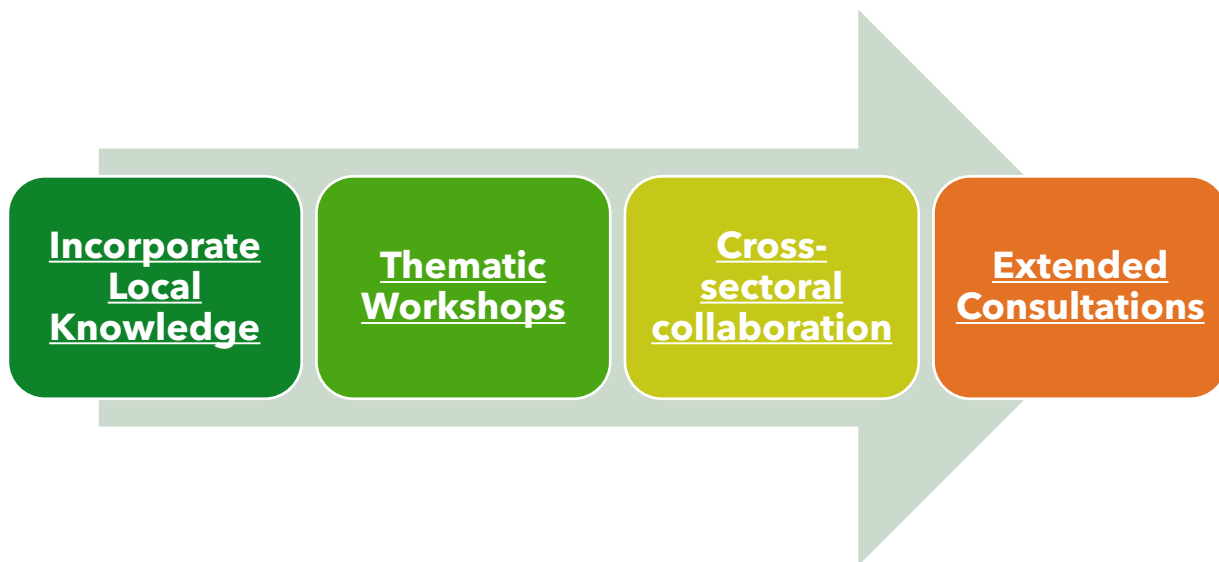 Incorporate
Local
Knowledge
Thematic
Workshops
Cross-
sectoral
collaboration
Extended
Consultations